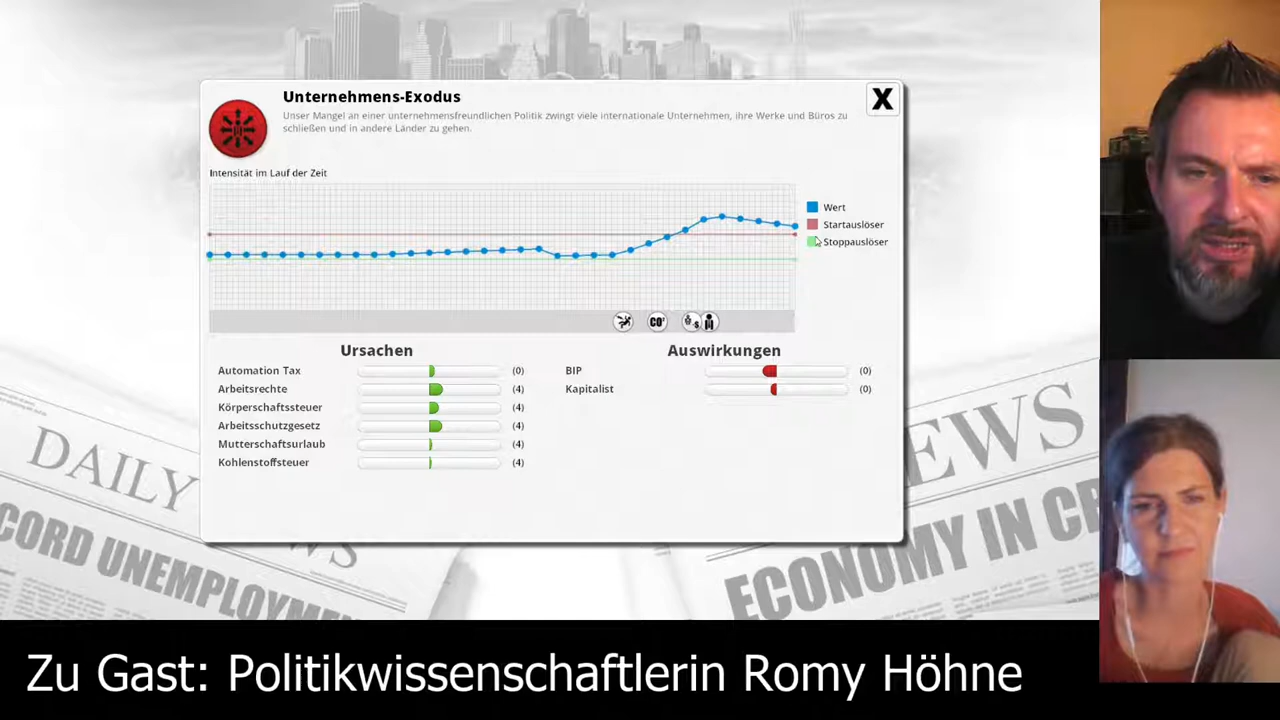 Unternehmens-Exodus
X
Unser Mangel an einer unternehmensfreundlichen Politik zwingt viele internationale Unternehmen, ihre Werke und Büros zu
schließen und in andere Länder zu gehen.
Intensität im Lauf der Zeit
Wert
Startauslöser
Stoppauslöser
CO²
$
Ursachen
Auswirkungen
Automation Tax (0)
BIP (0)
Arbeitsrechte (4)
Kapitalist (0)
Körperschaftssteuer (4)
Arbeitsschutzgesetz (4)
Mutterschaftsurlaub (4)
Kohlenstoffsteuer (4)
DAILY
NEWS
CORD UNEMPLOYME
ECONOMY IN CR
Zu Gast: Politikwissenschaftlerin Romy Höhne